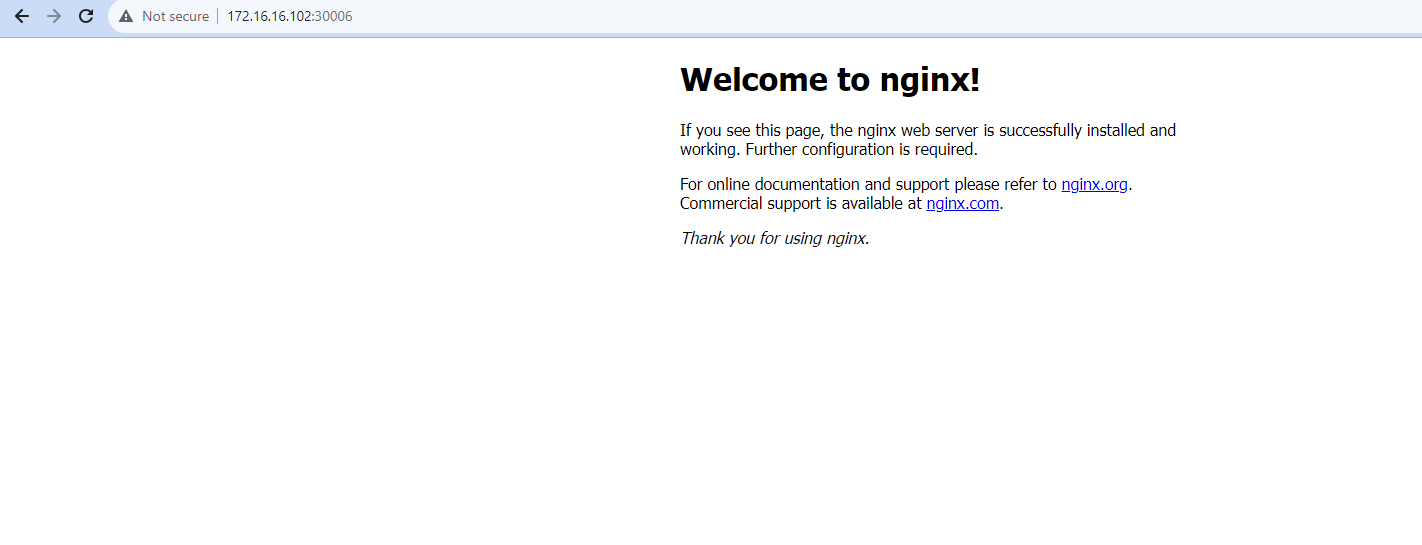 Not secure 172.16.16.102:30006
Welcome to nginx!
If you see this page, the nginx web server is successfully installed and
working. Further configuration is required.
For online documentation and support please refer to nginx.org.
Commercial support is available at nginx.com.
Thank you for using nginx.